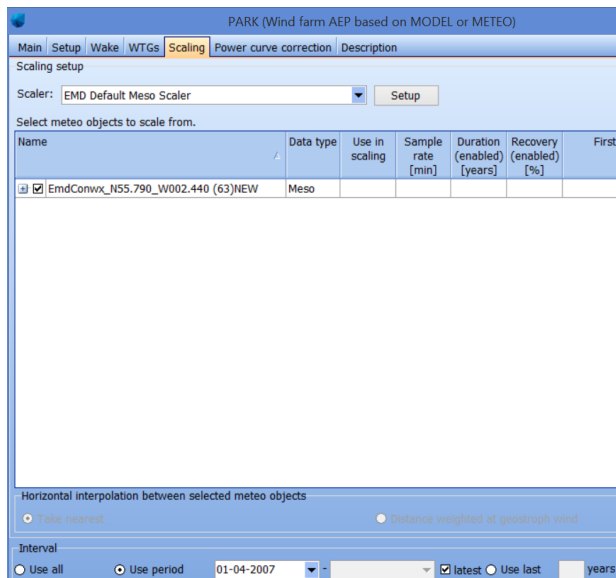 PARK (Wind farm AEP based on MODEL or METEO)
Main Setup Wake WTGs Scaling Power curve correction Description
Scaling setup
Scaler: EMD Default Meso Scaler Setup
Select meteo objects to scale from.
Name Data type Use in scaling Sample rate [min] Duration (enabled) [years] Recovery (enabled) [%] First
EmdConwx_N55.790_W002.440 (63)NEW Meso
Horizontal interpolation between selected meteo objects
Take nearest Distance weighted at geostroph wind
Interval
Use all Use period 01-04-2007 - latest Use last years